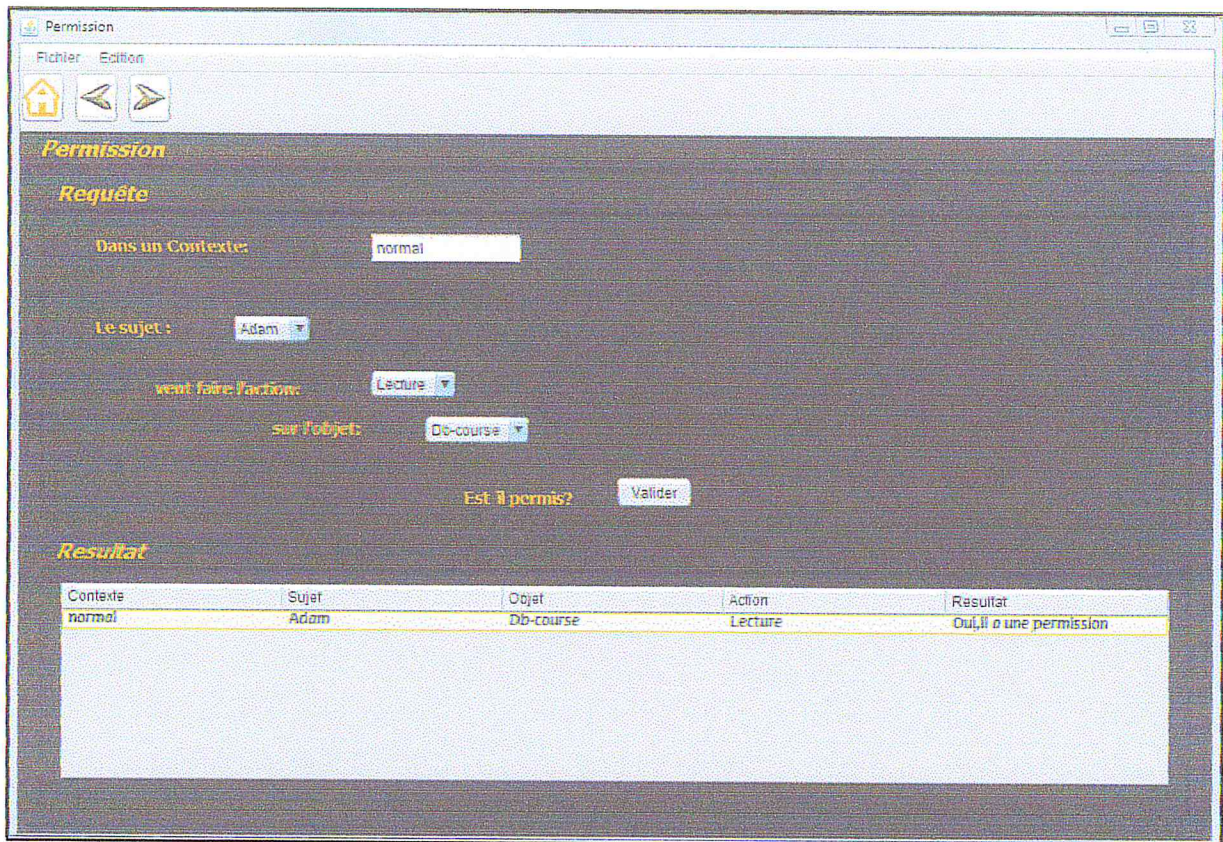 Permission
Fichier Edition
Permission
Requête
Dans un Contexte: normal
Le sujet : Adam
veut faire l'action: Lecture
sur l'objet: Db-course
Est il permis? Valider
Resultat
Contexte Sujet Objet Action Resultat
normal Adam Db-course Lecture Oui,il a une permission